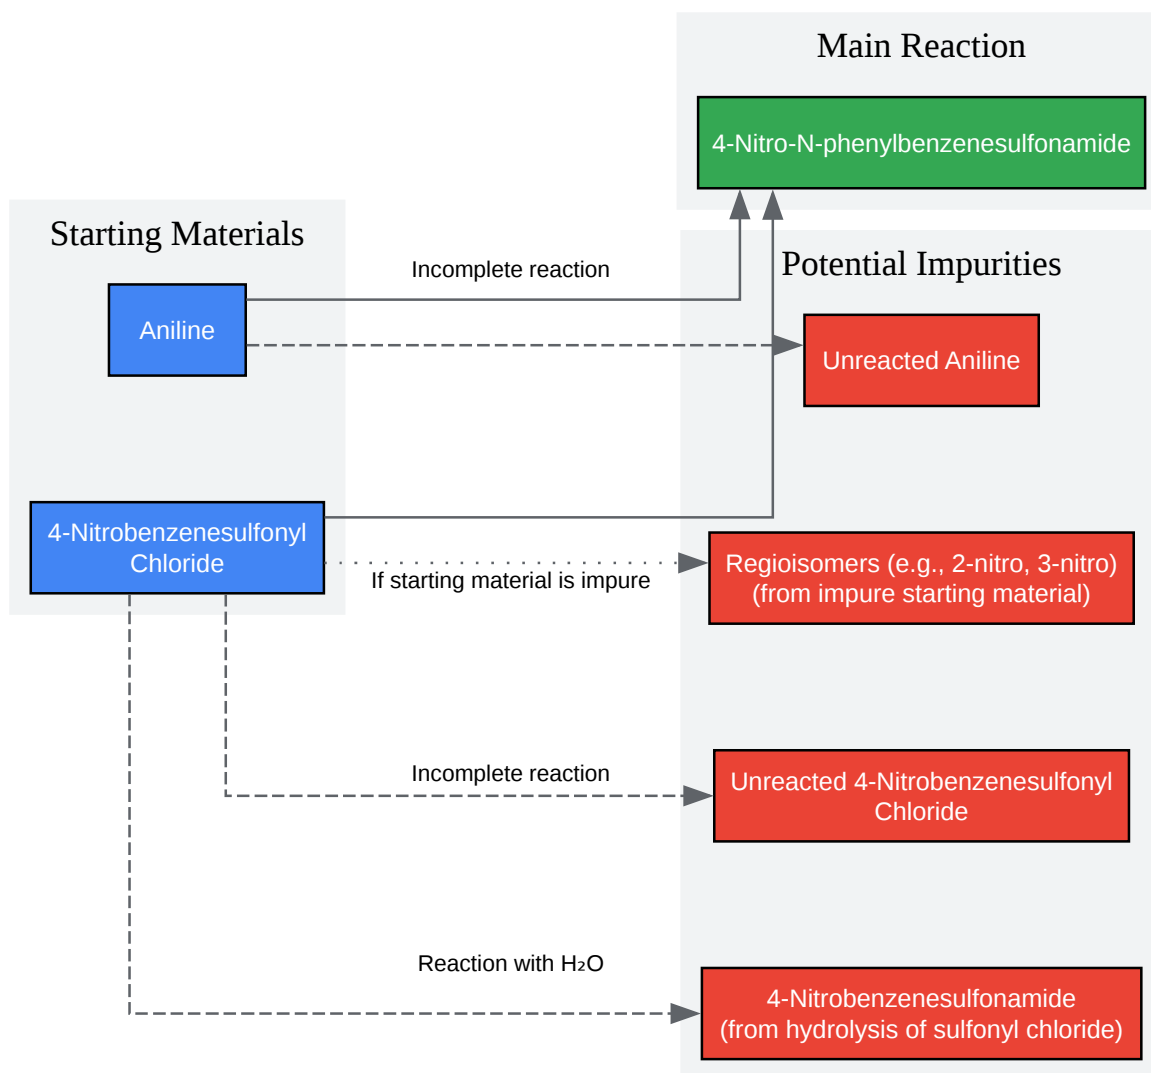 Main Reaction
4-Nitro-N-phenylbenzenesulfonamide
Starting Materials
Aniline
4-Nitrobenzenesulfonyl
Chloride
Incomplete reaction
If starting material is impure
Incomplete reaction
Reaction with H₂O
Potential Impurities
Unreacted Aniline
Regioisomers (e.g., 2-nitro, 3-nitro)
(from impure starting material)
Unreacted 4-Nitrobenzenesulfonyl
Chloride
4-Nitrobenzenesulfonamide
(from hydrolysis of sulfonyl chloride)